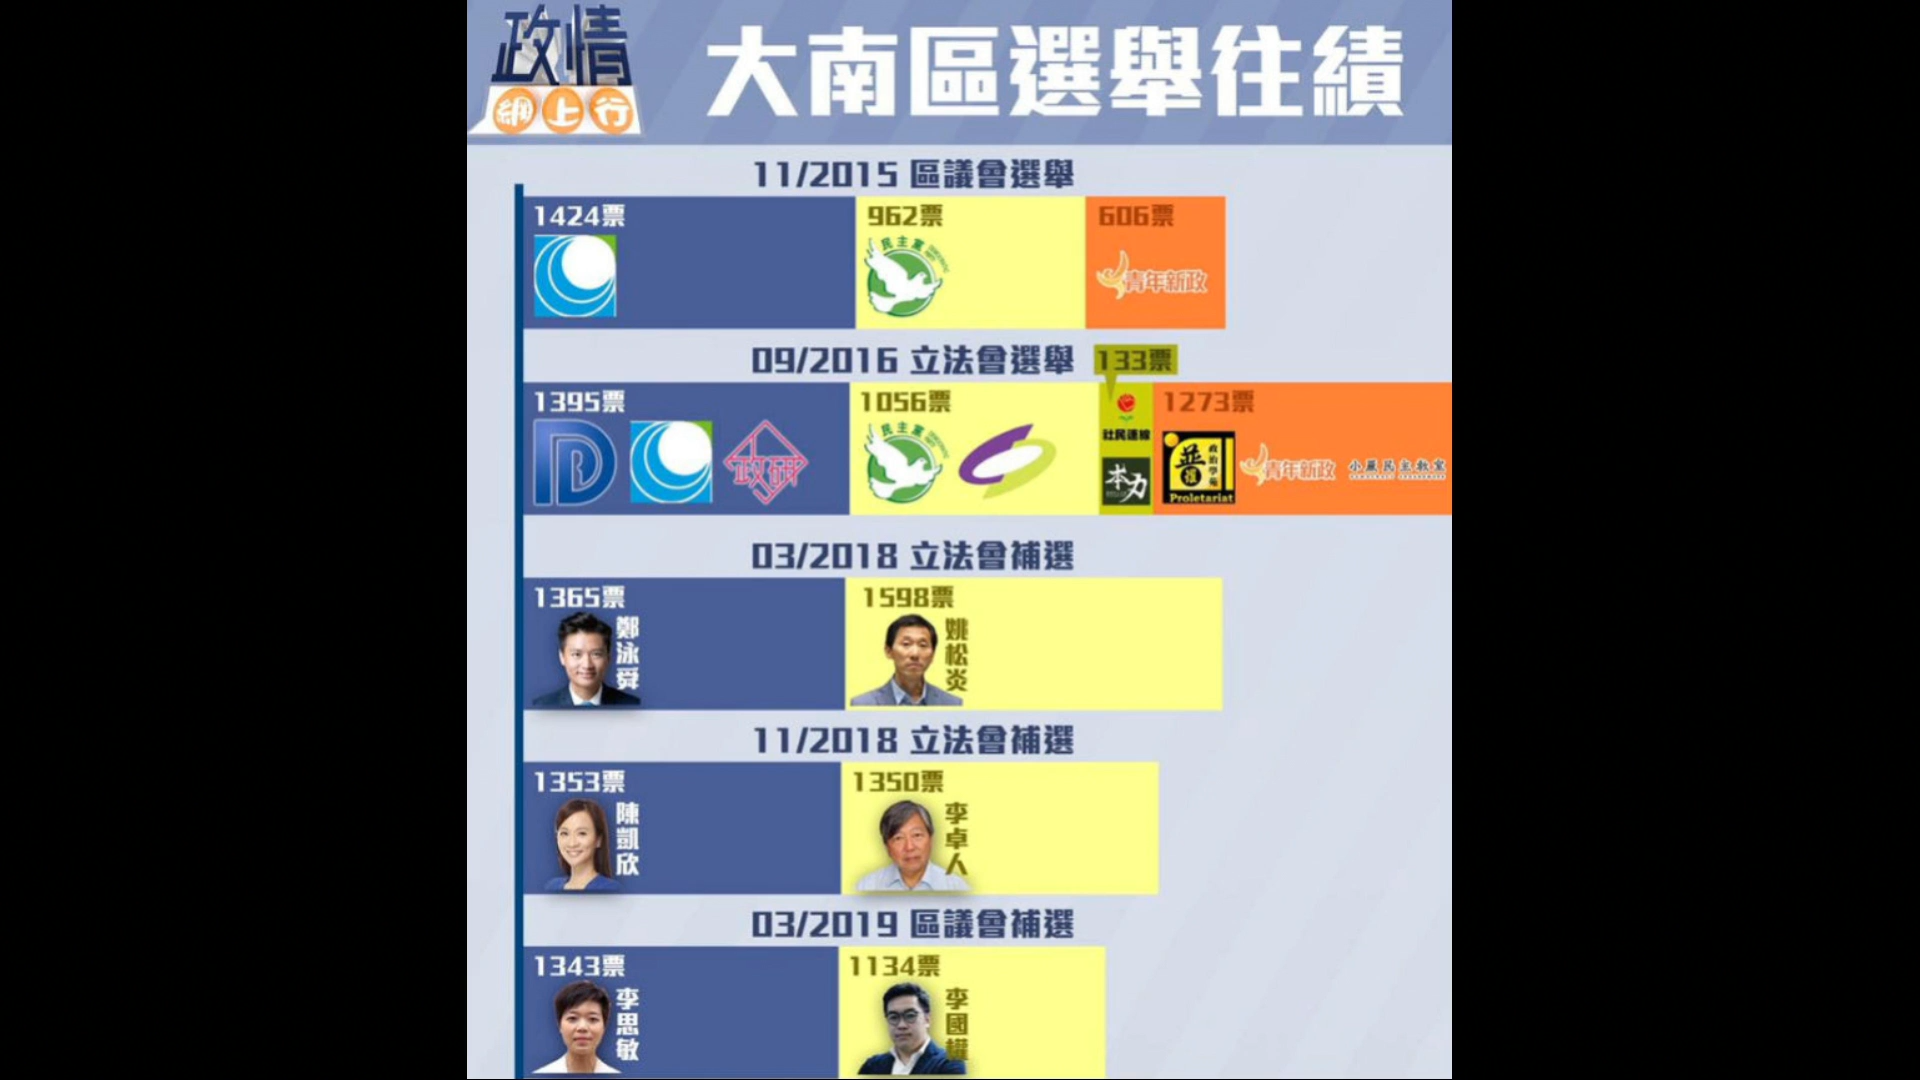 政情
網上行
大南區選舉往績
11/2015 區議會選舉
1424票
962票
606票
民主黨
青年新政
09/2016 立法會選舉
133票
1395票
1056票
1273票
民主黨
社民連線
政研
本力
普羅
政治學苑
Proletariat
青年新政
小麗民主教室
03/2018 立法會補選
1365票
鄭泳舜
1598票
姚松炎
11/2018 立法會補選
1353票
陳凱欣
1350票
李卓人
03/2019 區議會補選
1343票
李思敏
1134票
李國權